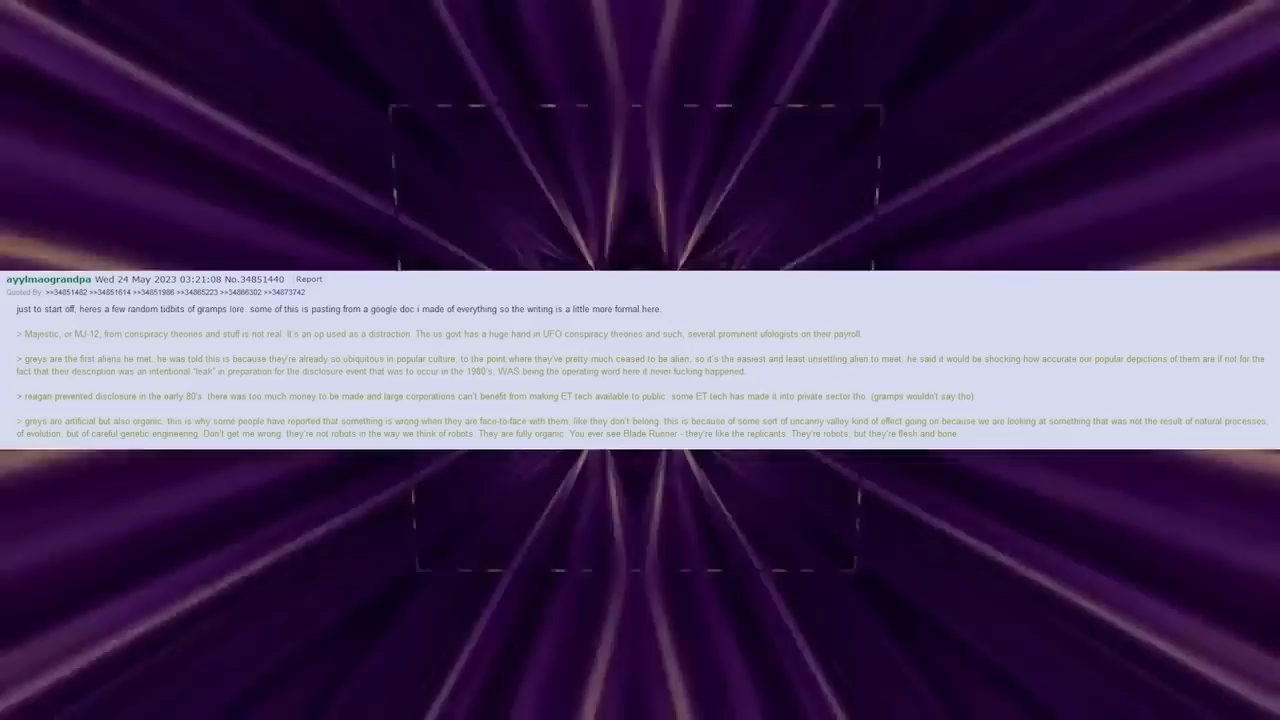 ayylmaograndpa Wed 24 May 2023 03:21:08 No.34851440 Report
Quoted By: >>34851482 >>34851614 >>34851986 >>34865223 >>34866302 >>34873742
just to start off, heres a few random tidbits of gramps lore. some of this is pasting from a google doc i made of everything so the writing is a little more formal here.
> Majestic, or MJ-12, from conspiracy theories and stuff is not real. It's an op used as a distraction. The us govt has a huge hand in UFO conspiracy theories and such, several prominent ufologists on their payroll.
> greys are the first aliens he met. he was told this is because they're already so ubiquitous in popular culture, to the point where they've pretty much ceased to be alien, so it's the easiest and least unsettling alien to meet. he said it would be shocking how accurate our popular depictions of them are if not for the
fact that their description was an intentional "leak" in preparation for the disclosure event that was to occur in the 1980's. WAS being the operating word here it never fucking happened.
> reagan prevented disclosure in the early 80's. there was too much money to be made and large corporations can't benefit from making ET tech available to public. some ET tech has made it into private sector tho. (gramps wouldn't say tho)
> greys are artificial but also organic. this is why some people have reported that something is wrong when they are face-to-face with them, like they don't belong. this is because of some sort of uncanny valley kind of effect going on because we are looking at something that was not the result of natural processes,
of evolution, but of careful genetic engineering. Don't get me wrong, they're not robots in the way we think of robots. They are fully organic. You ever see Blade Runner - they're like the replicants. They're robots, but they're flesh and bone